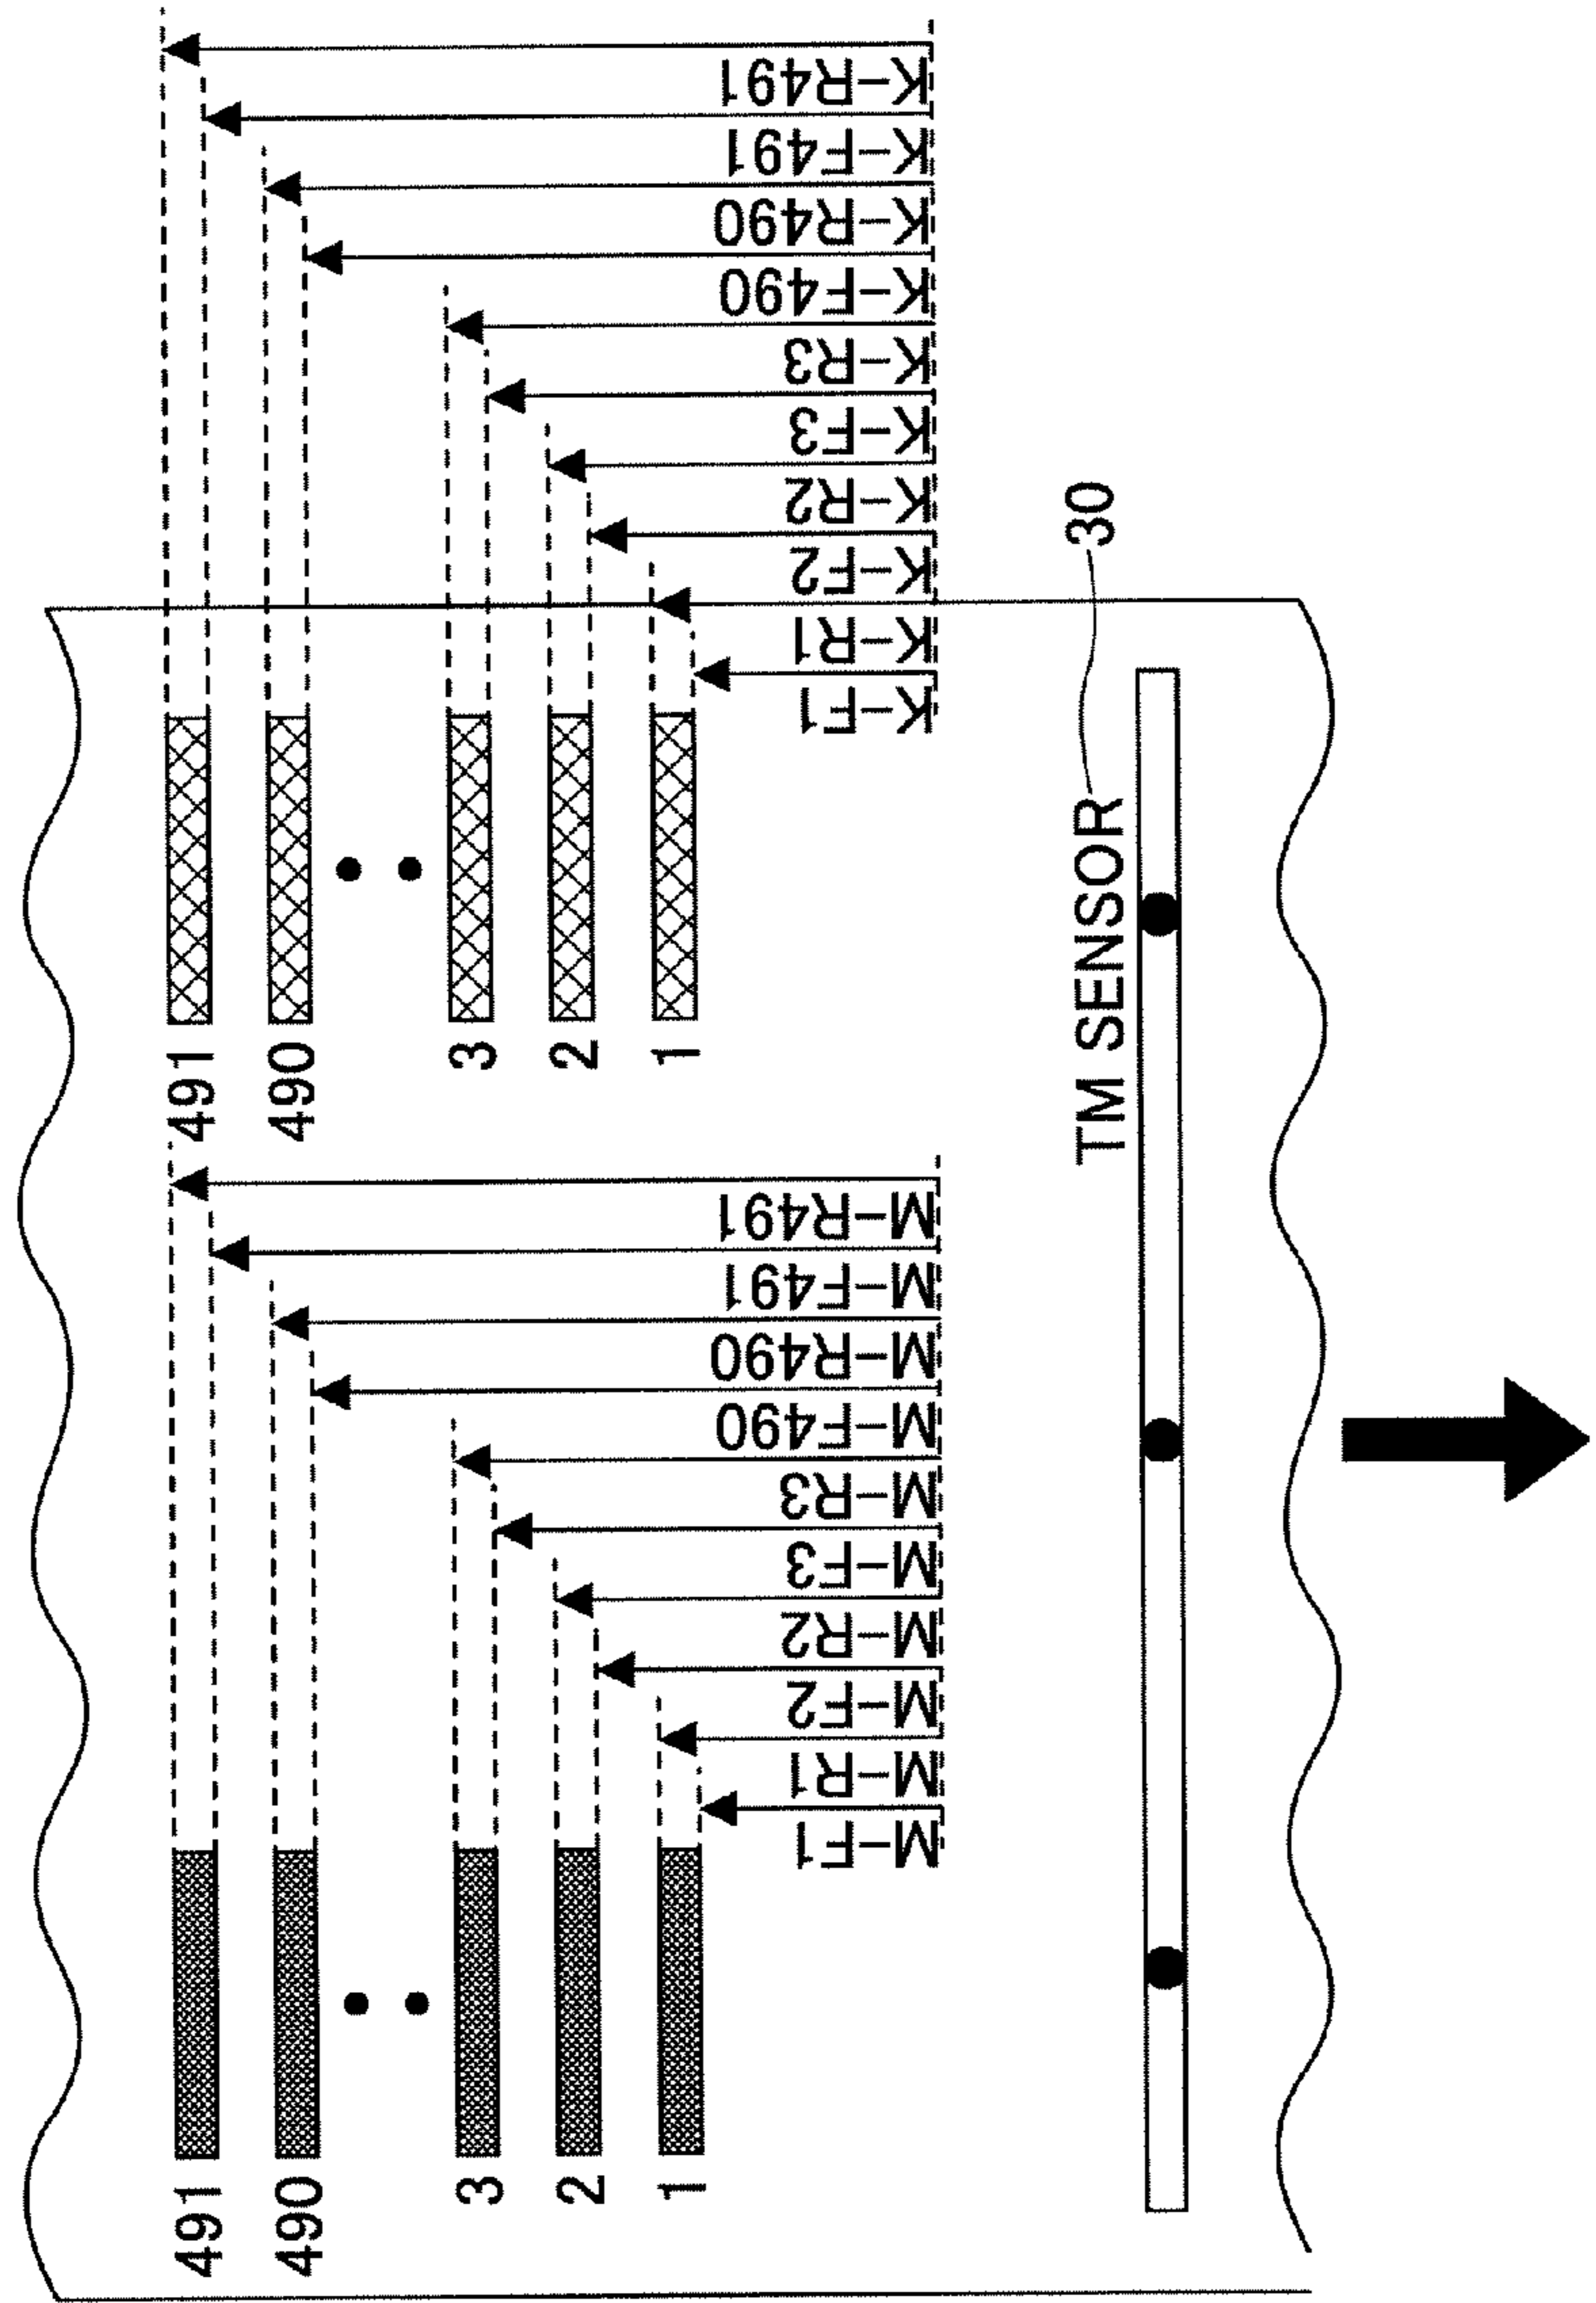 491
490
3
2
1
M-F1
M-R1
M-F2
M-R2
M-F3
M-R3
M-F490
M-R490
M-F491
M-R491
491
490
3
2
1
K-F1
K-R1
K-F2
K-R2
K-F3
K-R3
K-F490
K-R490
K-F491
K-R491
TM SENSOR 30